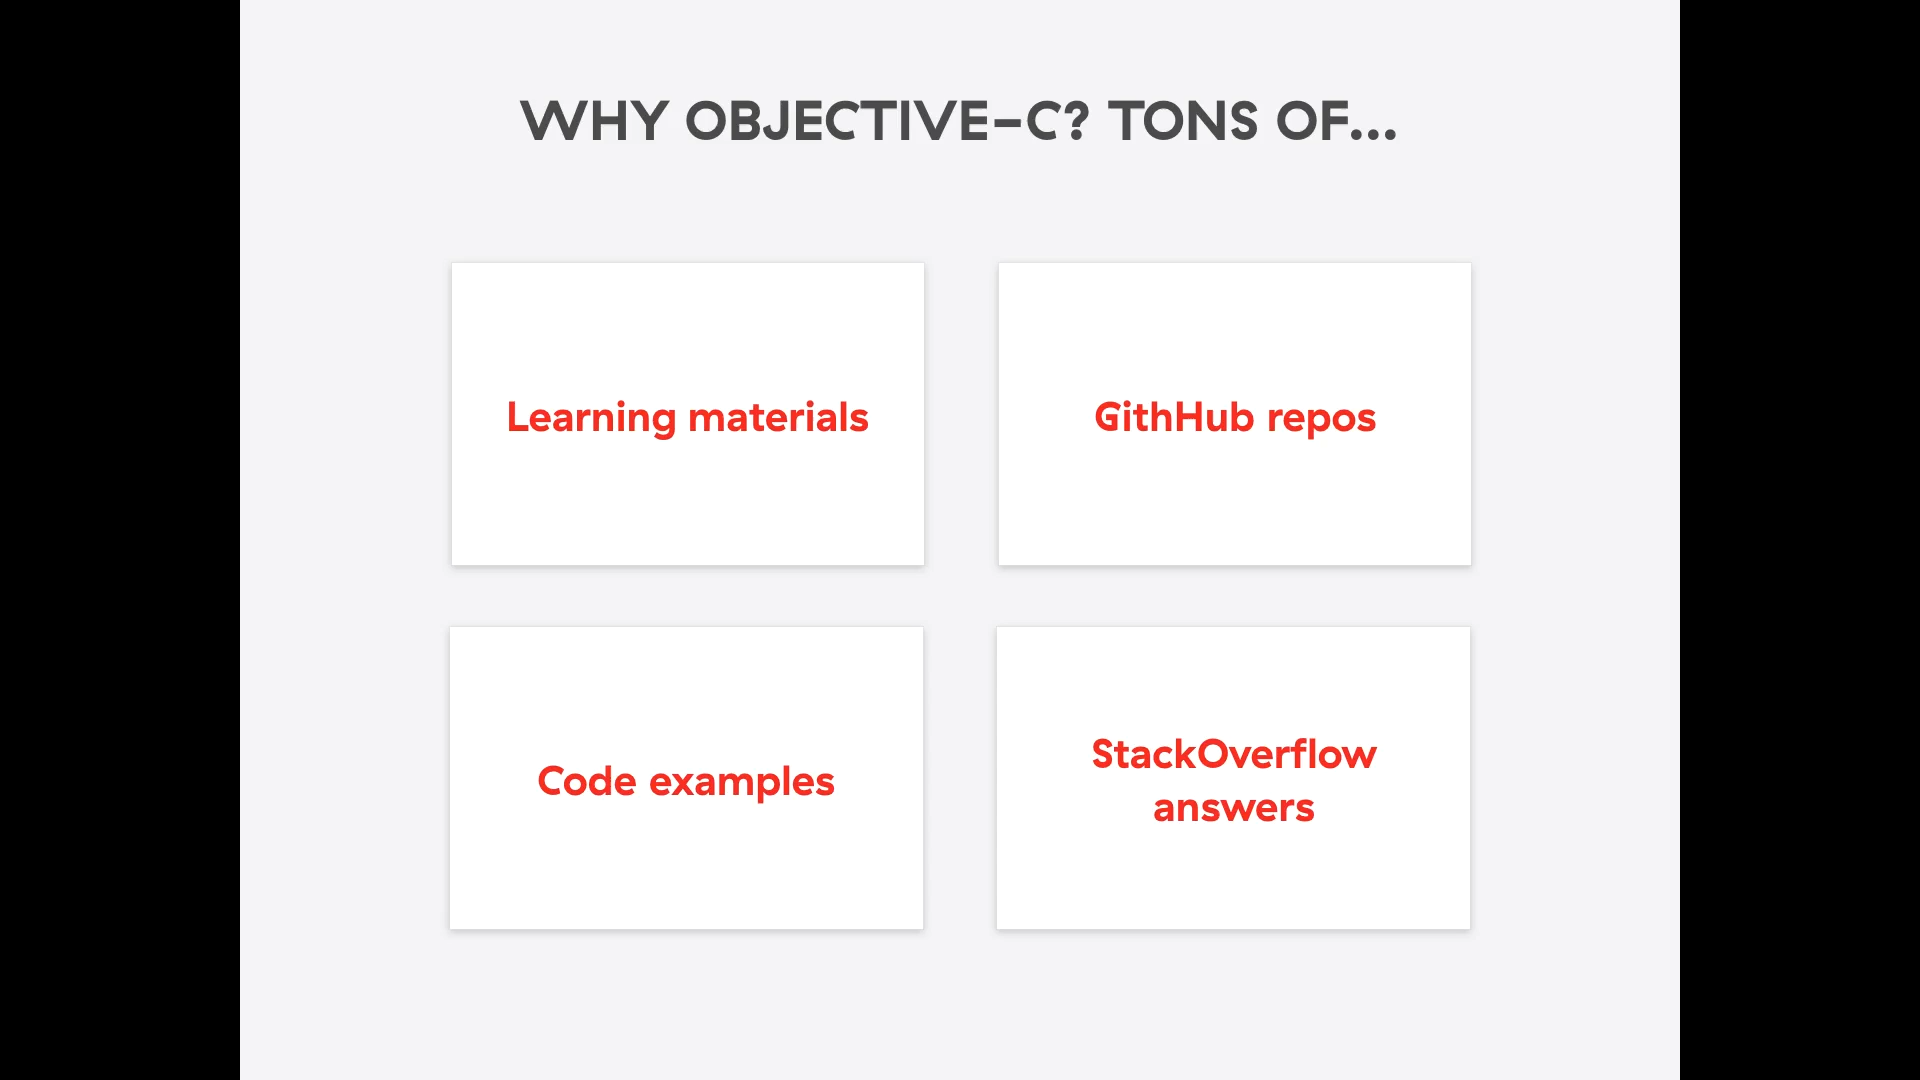 WHY OBJECTIVE-C? TONS OF...
Learning materials
GithHub repos
Code examples
StackOverflow
answers